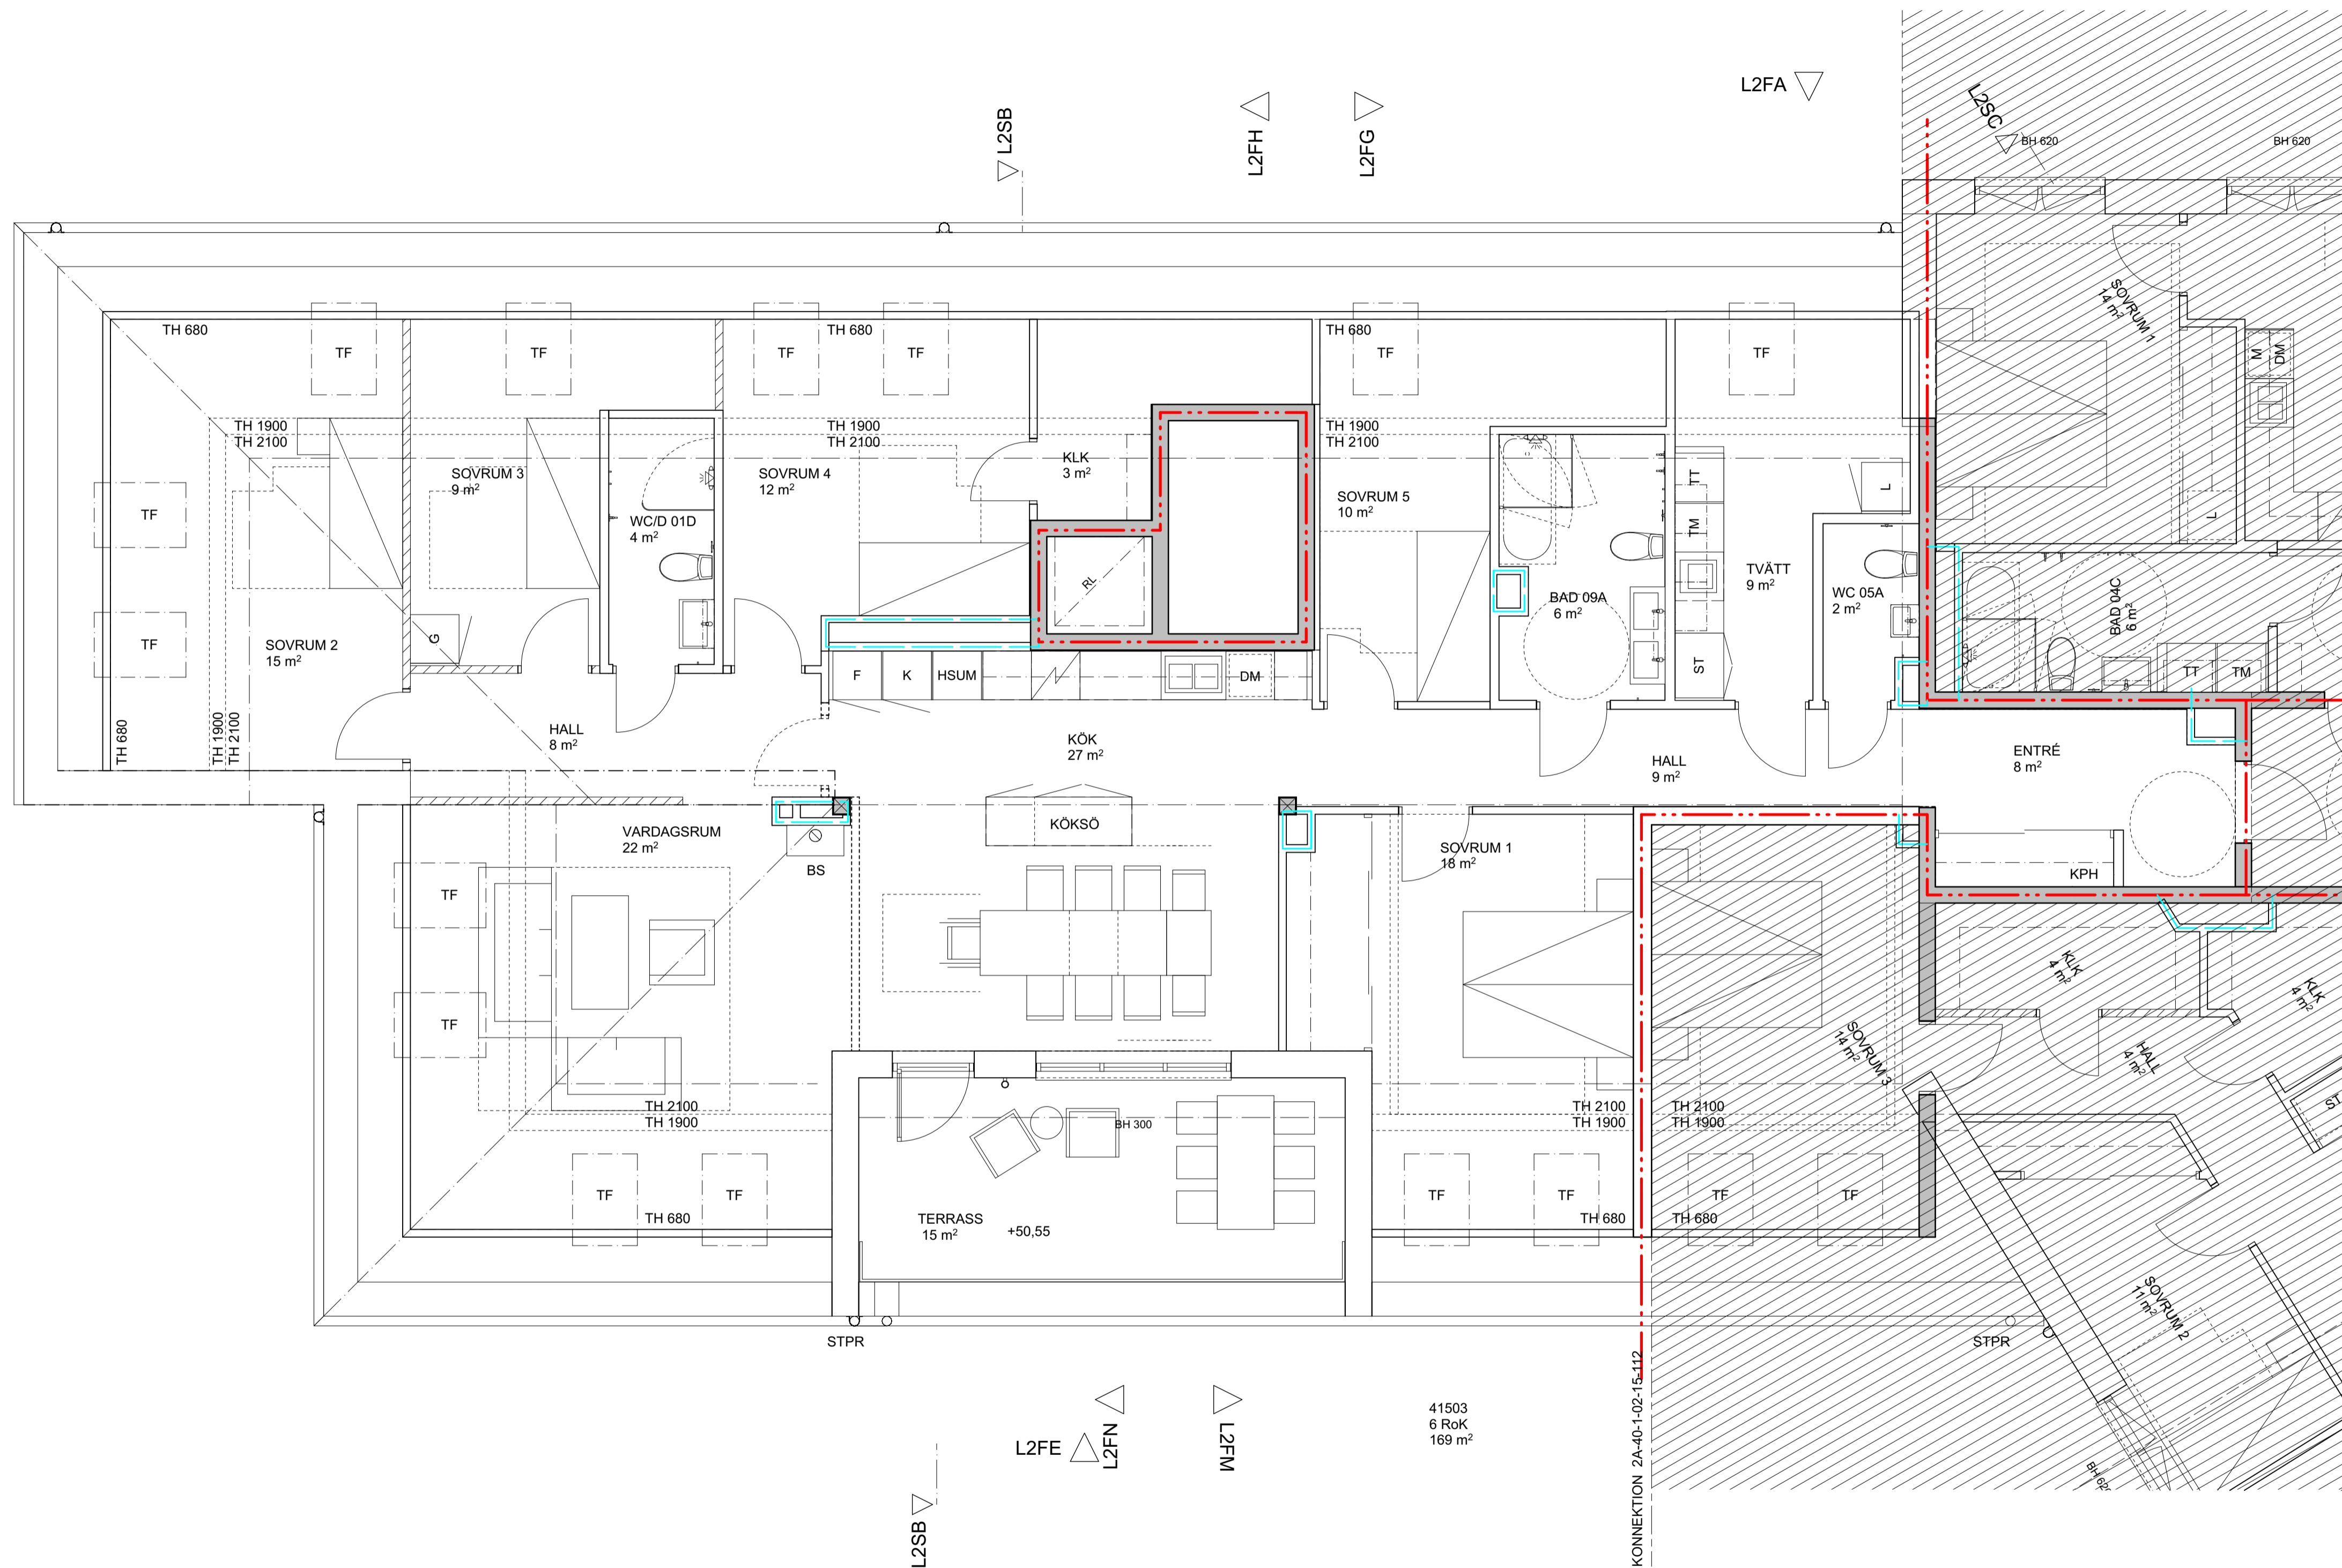 L2FA
L2SB
L2FH
L2FG
L2SC
BH 620
BH 620
TH 680
TF
TF
TF
TH 680
TF
TH 680
TF
TF
SOVRUM 1
14 m²
M
DM
TH 1900
TH 2100
TH 1900
TH 2100
TH 1900
TH 2100
SOVRUM 3
9 m²
SOVRUM 4
12 m²
KLK
3 m²
SOVRUM 5
10 m²
TT
L
L
TF
WC/D 01D
4 m²
TM
TVÄTT
9 m²
RL
BAD 09A
6 m²
WC 05A
2 m²
BAD 04C
6 m²
TF
SOVRUM 2
15 m²
G
F
K
HSUM
DM
ST
TT
TM
TH 680
TH 1900
TH 2100
HALL
8 m²
KÖK
27 m²
HALL
9 m²
ENTRÉ
8 m²
VARDAGSRUM
22 m²
BS
KÖKSÖ
SOVRUM 1
18 m²
KPH
TF
TF
KLK
4 m²
KLK
4 m²
SOVRUM 3
14 m²
HALL
4 m²
ST
TH 2100
TH 1900
BH 300
TH 2100
TH 1900
TH 2100
TH 1900
TF
TF
TF
TF
TF
TF
TH 680
TERRASS
15 m²
+50,55
TH 680
TH 680
SOVRUM 2
11 m²
STPR
STPR
BH 620
KONNEKTION 2A-40-1-02-15-112
L2FE
L2FN
L2FM
41503
6 RoK
169 m²
L2SB